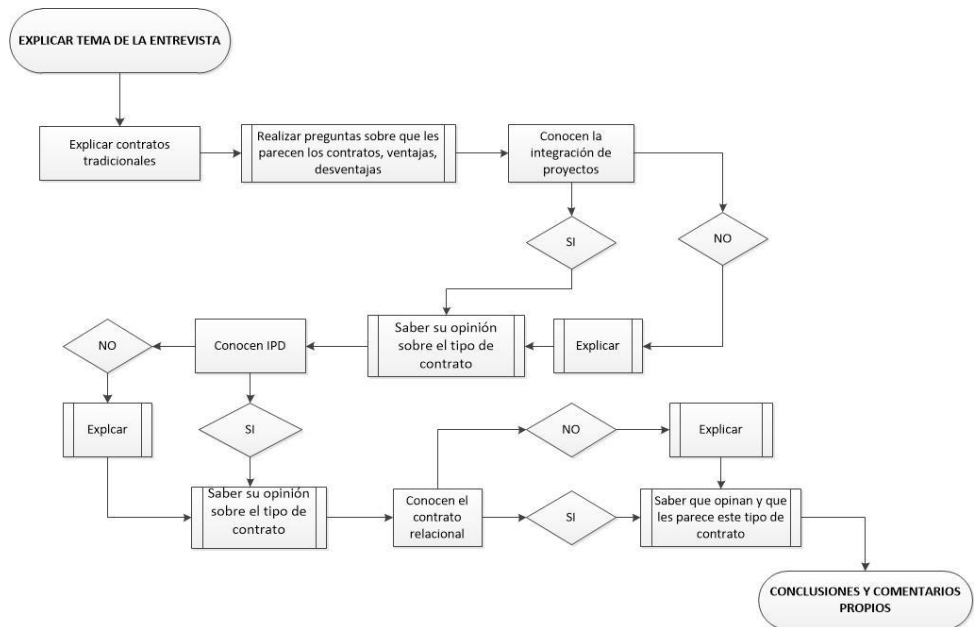 EXPLICAR TEMA DE LA ENTREVISTA
Explicar contratos
tradicionales
Realizar preguntas sobre que les
parecen los contratos, ventajas,
desventajas
Conocen la
integración de
proyectos
SI
NO
NO
Conocen IPD
Saber su opinión
sobre el tipo de
contrato
Explicar
Explcar
SI
NO
Explicar
Saber su opinión
sobre el tipo de
contrato
Conocen el
contrato
relacional
SI
Saber que opinan y que
les parece este tipo de
contrato
CONCLUSIONES Y COMENTARIOS
PROPIOS